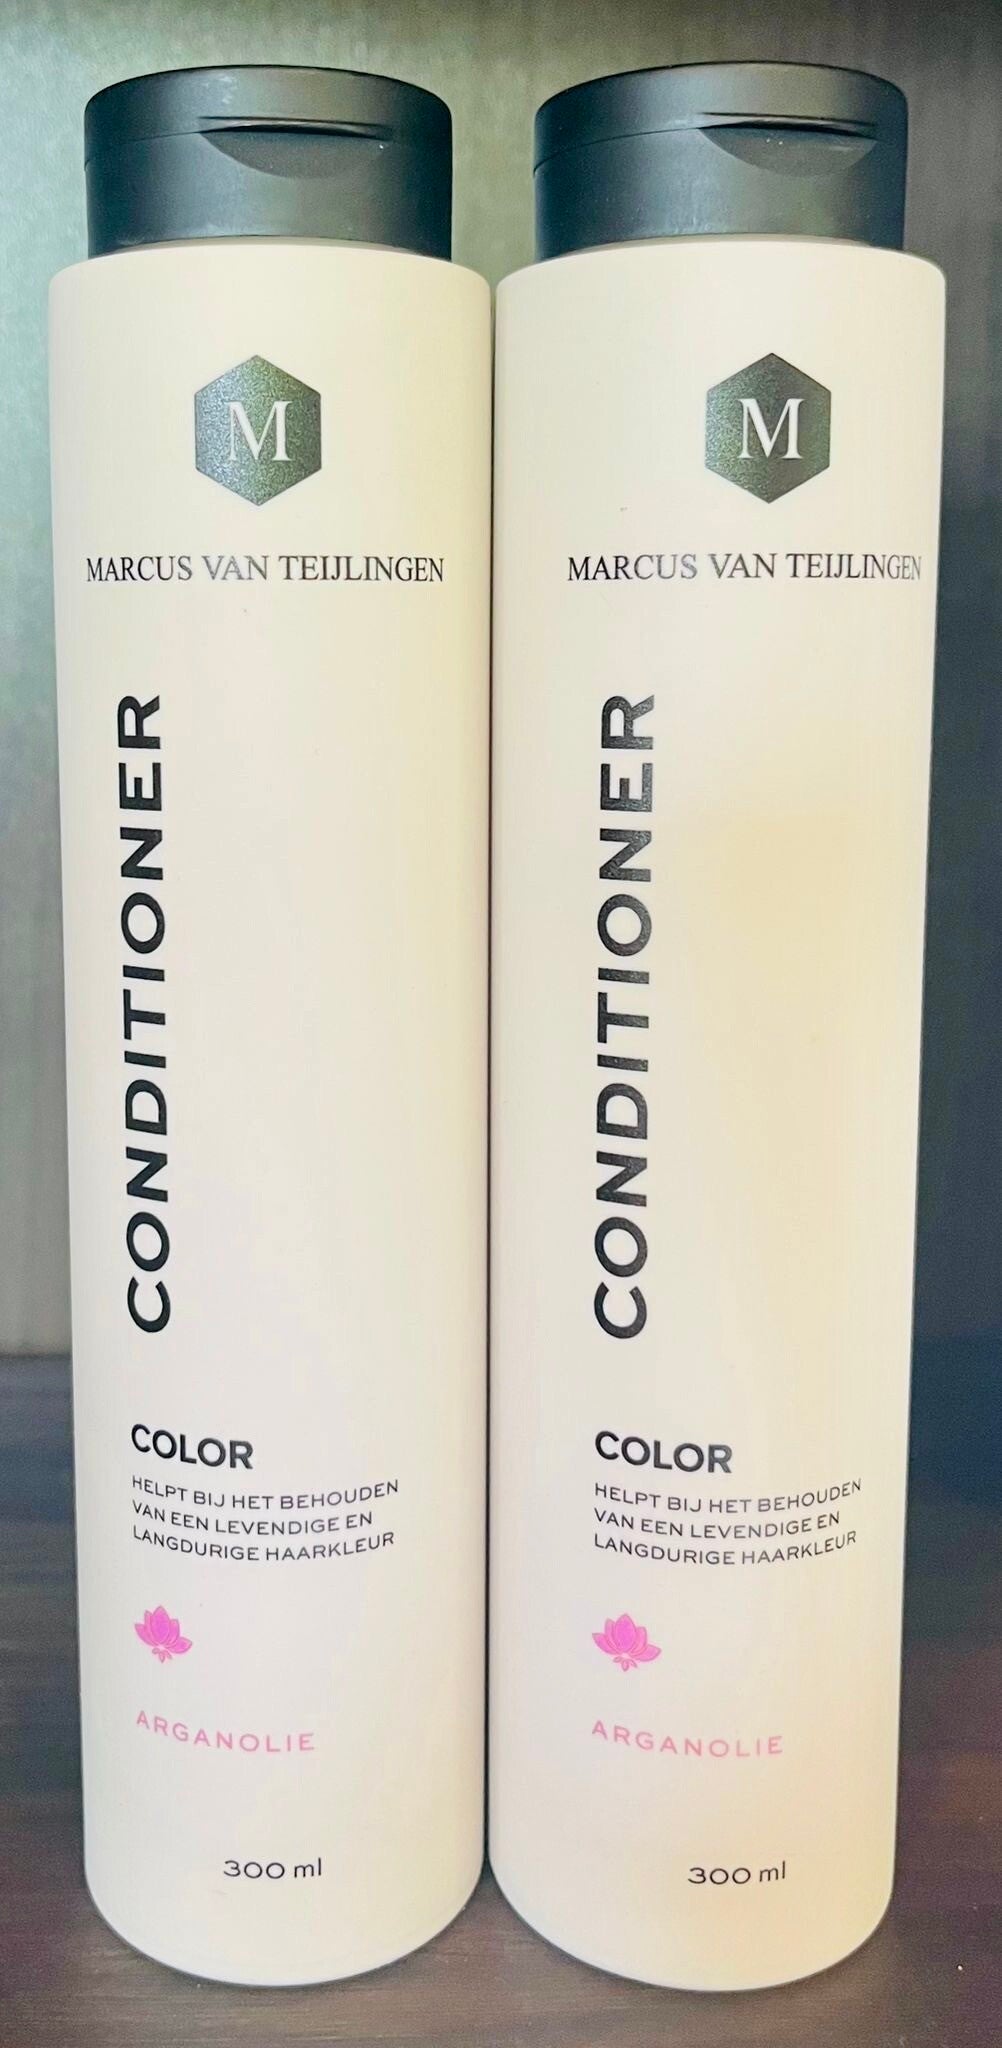 M
MARCUS VAN TEIJLINGEN
CONDITIONER
COLOR
HELPT BIJ HET BEHOUDEN
VAN EEN LEVENDIGE EN
LANGDURIGE HAARKLEUR
ARGANOLIE
300 ml
M
MARCUS VAN TEIJLINGEN
CONDITIONER
COLOR
HELPT BIJ HET BEHOUDEN
VAN EEN LEVENDIGE EN
LANGDURIGE HAARKLEUR
ARGANOLIE
300 ml